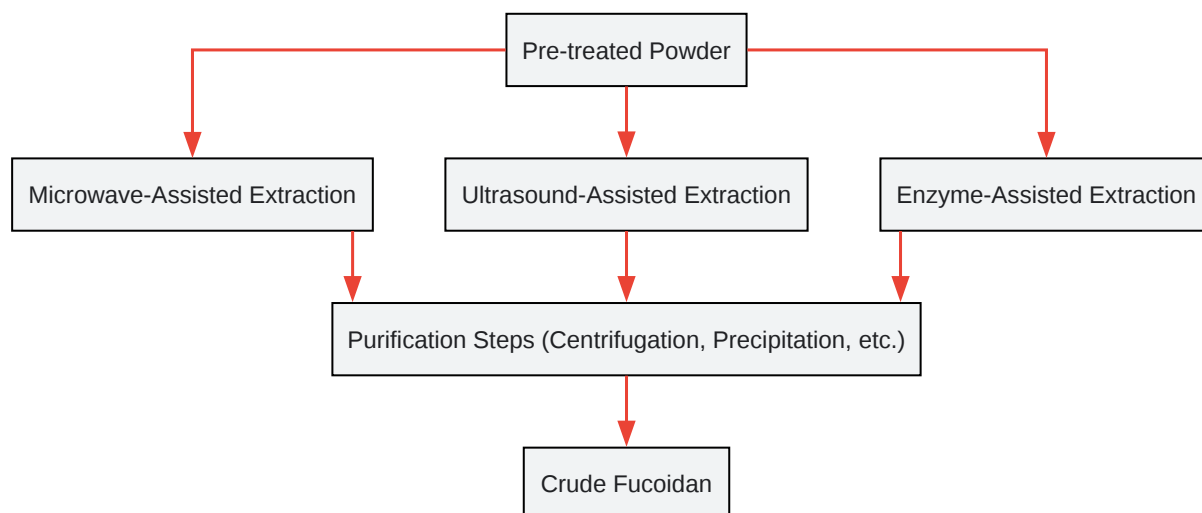 Pre-treated Powder
Microwave-Assisted Extraction
Ultrasound-Assisted Extraction
Enzyme-Assisted Extraction
Purification Steps (Centrifugation, Precipitation, etc.)
Crude Fucoidan